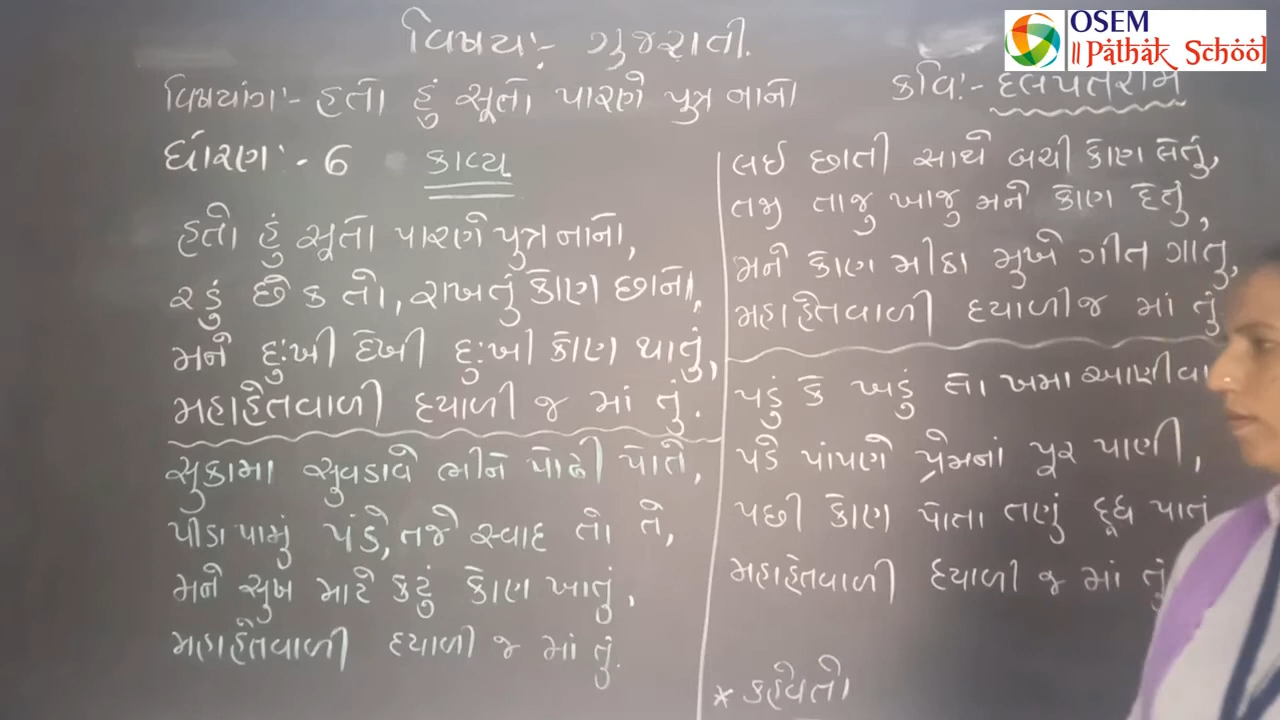 OSEM
॥ Pathak School
વિષય:- ગુજરાતી.
વિષયાંગ:- હતો હું સૂતો પારણે પુત્ર નાનો
કવિ:- દલપતરામ
ધોરણ:- 6 કાવ્ય
હતો હું સૂતો પારણે પુત્ર નાનો,
રડું છેક તો, રાખતું કોણ છાનો,
મને દુ:ખી દેખી દુ:ખી કોણ થાતું,
મહાહેતવાળી દયાળી જ માં તું.
સુકામા સુવડાવે ભીને પોઢી પોતે,
પીડા પામું પંડે, તજે સ્વાદ તો તે,
મને સુખ માટે કટું કોણ ખાતું,
મહાહેતવાળી દયાળી જ માં તું.
લઈ છાતી સાથે બચી કોણ લેતું,
તજી તાજુ ખાજુ મને કોણ દેતું,
મને કોણ મીઠા મુખે ગીત ગાતુ,
મહાહેતવાળી દયાળી જ માં તું
પડું કે ખડું તો ખમા આણી વા
પડે પાંપણે પ્રેમનાં પૂર પાણી,
પછી કોણ પોતા તણું દૂધ પાતું
મહાહેતવાળી દયાળી જ માં તું
* કહેવતો